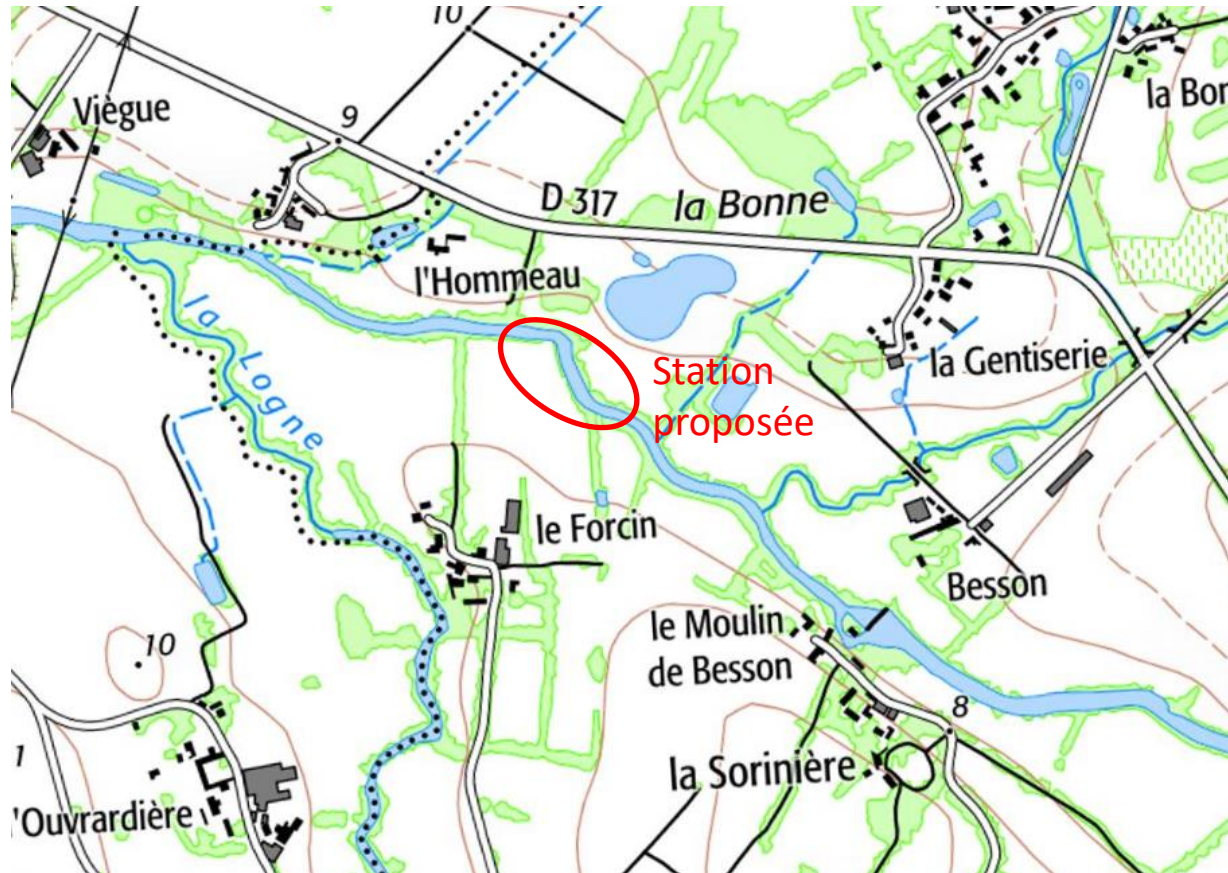 10
Viègue
la Bor
9
D 317
la Bonne
l'Hommeau
la Logne
Station
proposée
la Gentiserie
le Forcin
Besson
le Moulin
de Besson
10
8
1
la Sorinière
'Ouvrardière